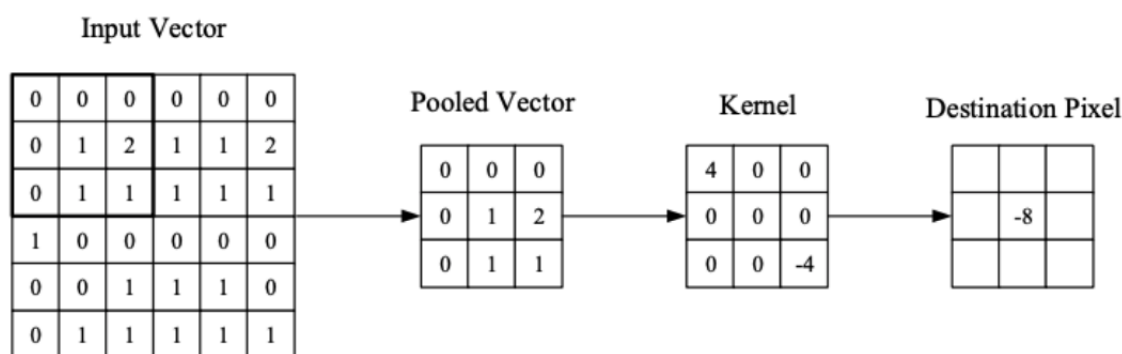 Input Vector
0 0 0 0 0 0
0 1 2 1 1 2
0 1 1 1 1 1
1 0 0 0 0 0
0 0 1 1 1 0
0 1 1 1 1 1
Pooled Vector
0 0 0
0 1 2
0 1 1
Kernel
4 0 0
0 0 0
0 0 -4
Destination Pixel
-8